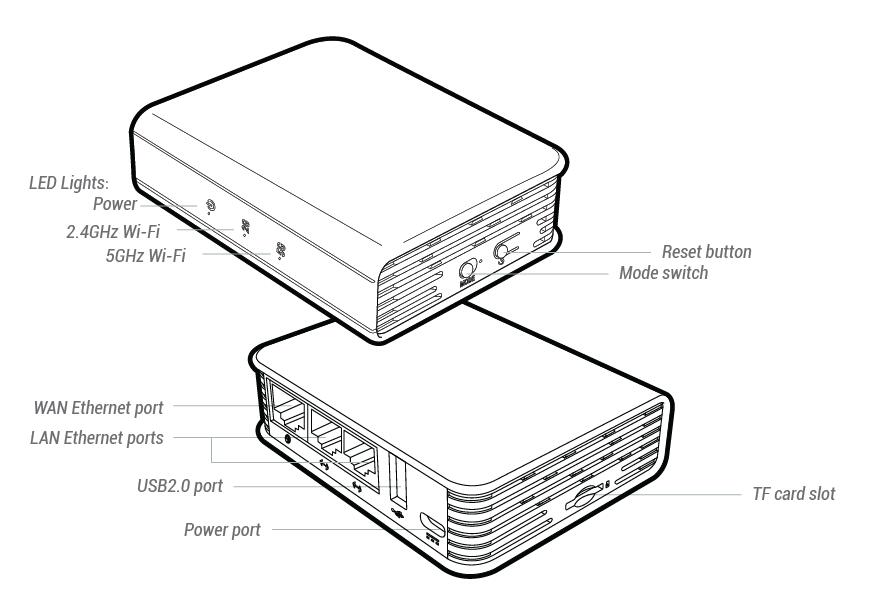 LED Lights:
Power
2.4GHz Wi-Fi
5GHz Wi-Fi
MODE
Reset button
Mode switch
WAN Ethernet port
LAN Ethernet ports
USB2.0 port
Power port
TF card slot